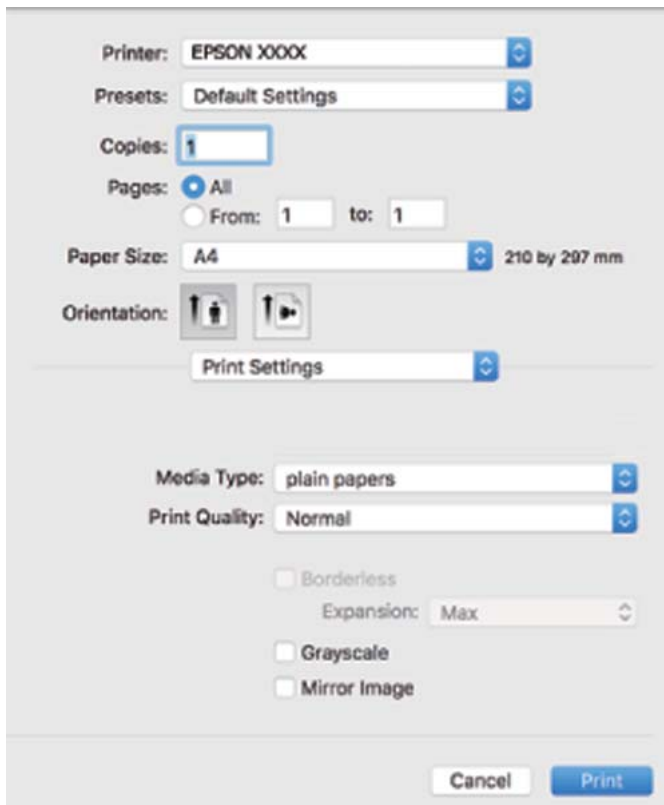 Printer: EPSON XXXX
Presets: Default Settings
Copies: 1
Pages: All
From: 1 to: 1
Paper Size: A4 210 by 297 mm
Orientation:
Print Settings
Media Type: plain papers
Print Quality: Normal
Borderless
Expansion: Max
Grayscale
Mirror Image
Cancel Print